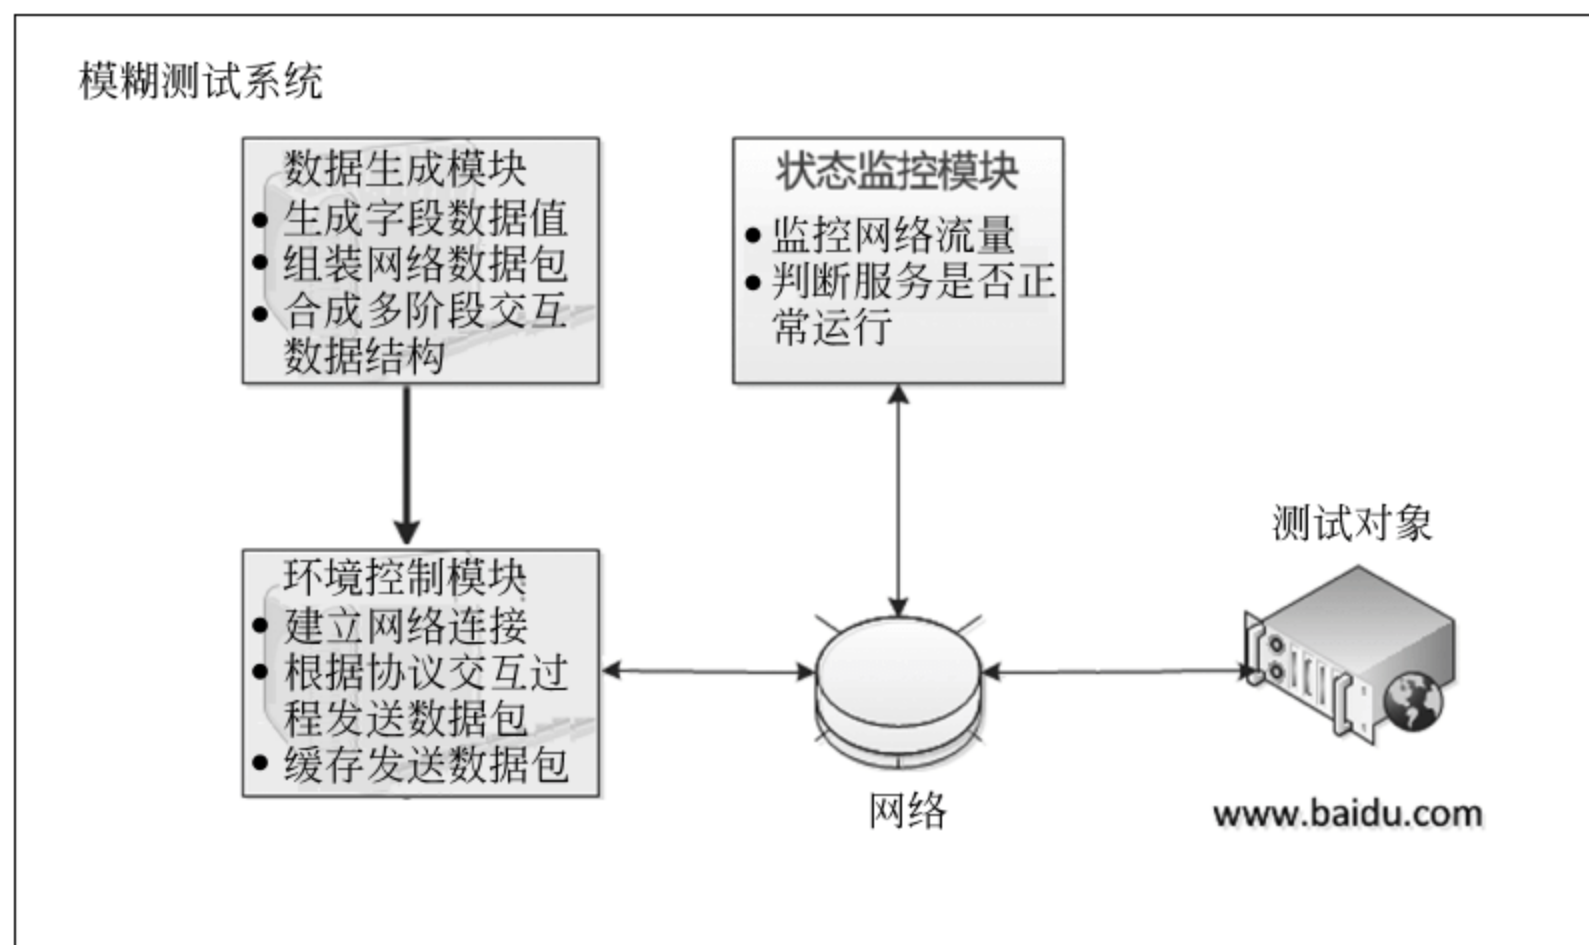 模糊测试系统
数据生成模块
● 生成字段数据值
● 组装网络数据包
● 合成多阶段交互
数据结构
状态监控模块
● 监控网络流量
● 判断服务是否正
常运行
环境控制模块
● 建立网络连接
● 根据协议交互过
程发送数据包
● 缓存发送数据包
网络
测试对象
www.baidu.com